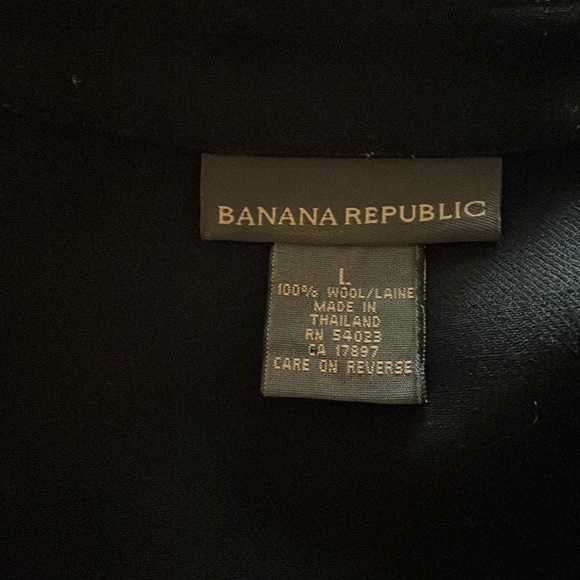 BANANA REPUBLIC
L
100% WOOL/LAINE
MADE IN
THAILAND
RN 54023
CA 17897
CARE ON REVERSE